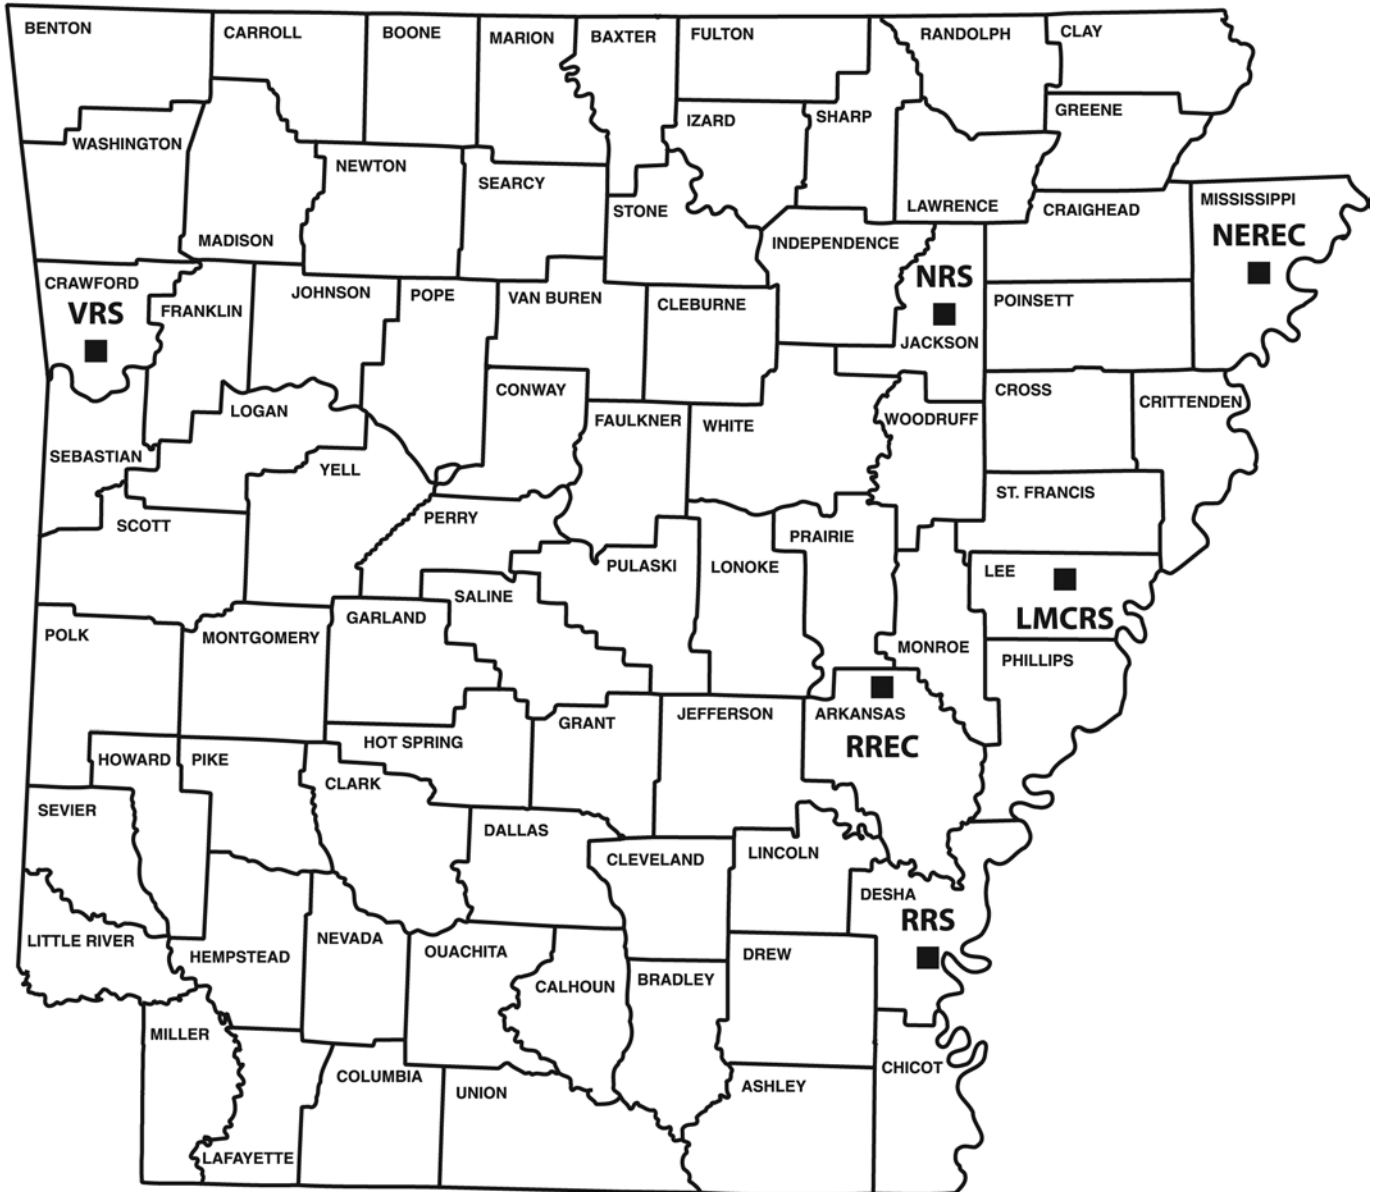 BENTON
CARROLL
BOONE
MARION
BAXTER
FULTON
RANDOLPH
CLAY
WASHINGTON
NEWTON
SEARCY
IZARD
SHARP
GREENE
MADISON
STONE
INDEPENDENCE
LAWRENCE
CRAIGHEAD
MISSISSIPPI
NEREC
CRAWFORD
VRS
FRANKLIN
JOHNSON
POPE
VAN BUREN
CLEBURNE
NRS
JACKSON
POINSETT
LOGAN
CONWAY
FAULKNER
WHITE
WOODRUFF
CROSS
CRITTENDEN
SEBASTIAN
YELL
SCOTT
PERRY
PULASKI
LONOKE
PRAIRIE
ST. FRANCIS
LEE
LMCRS
POLK
MONTGOMERY
GARLAND
SALINE
MONROE
PHILLIPS
HOWARD
PIKE
HOT SPRING
GRANT
JEFFERSON
ARKANSAS
RREC
SEVIER
CLARK
DALLAS
CLEVELAND
LINCOLN
DESHA
RRS
LITTLE RIVER
HEMPSTEAD
NEVADA
OUACHITA
CALHOUN
BRADLEY
DREW
MILLER
LAFAYETTE
COLUMBIA
UNION
ASHLEY
CHICOT